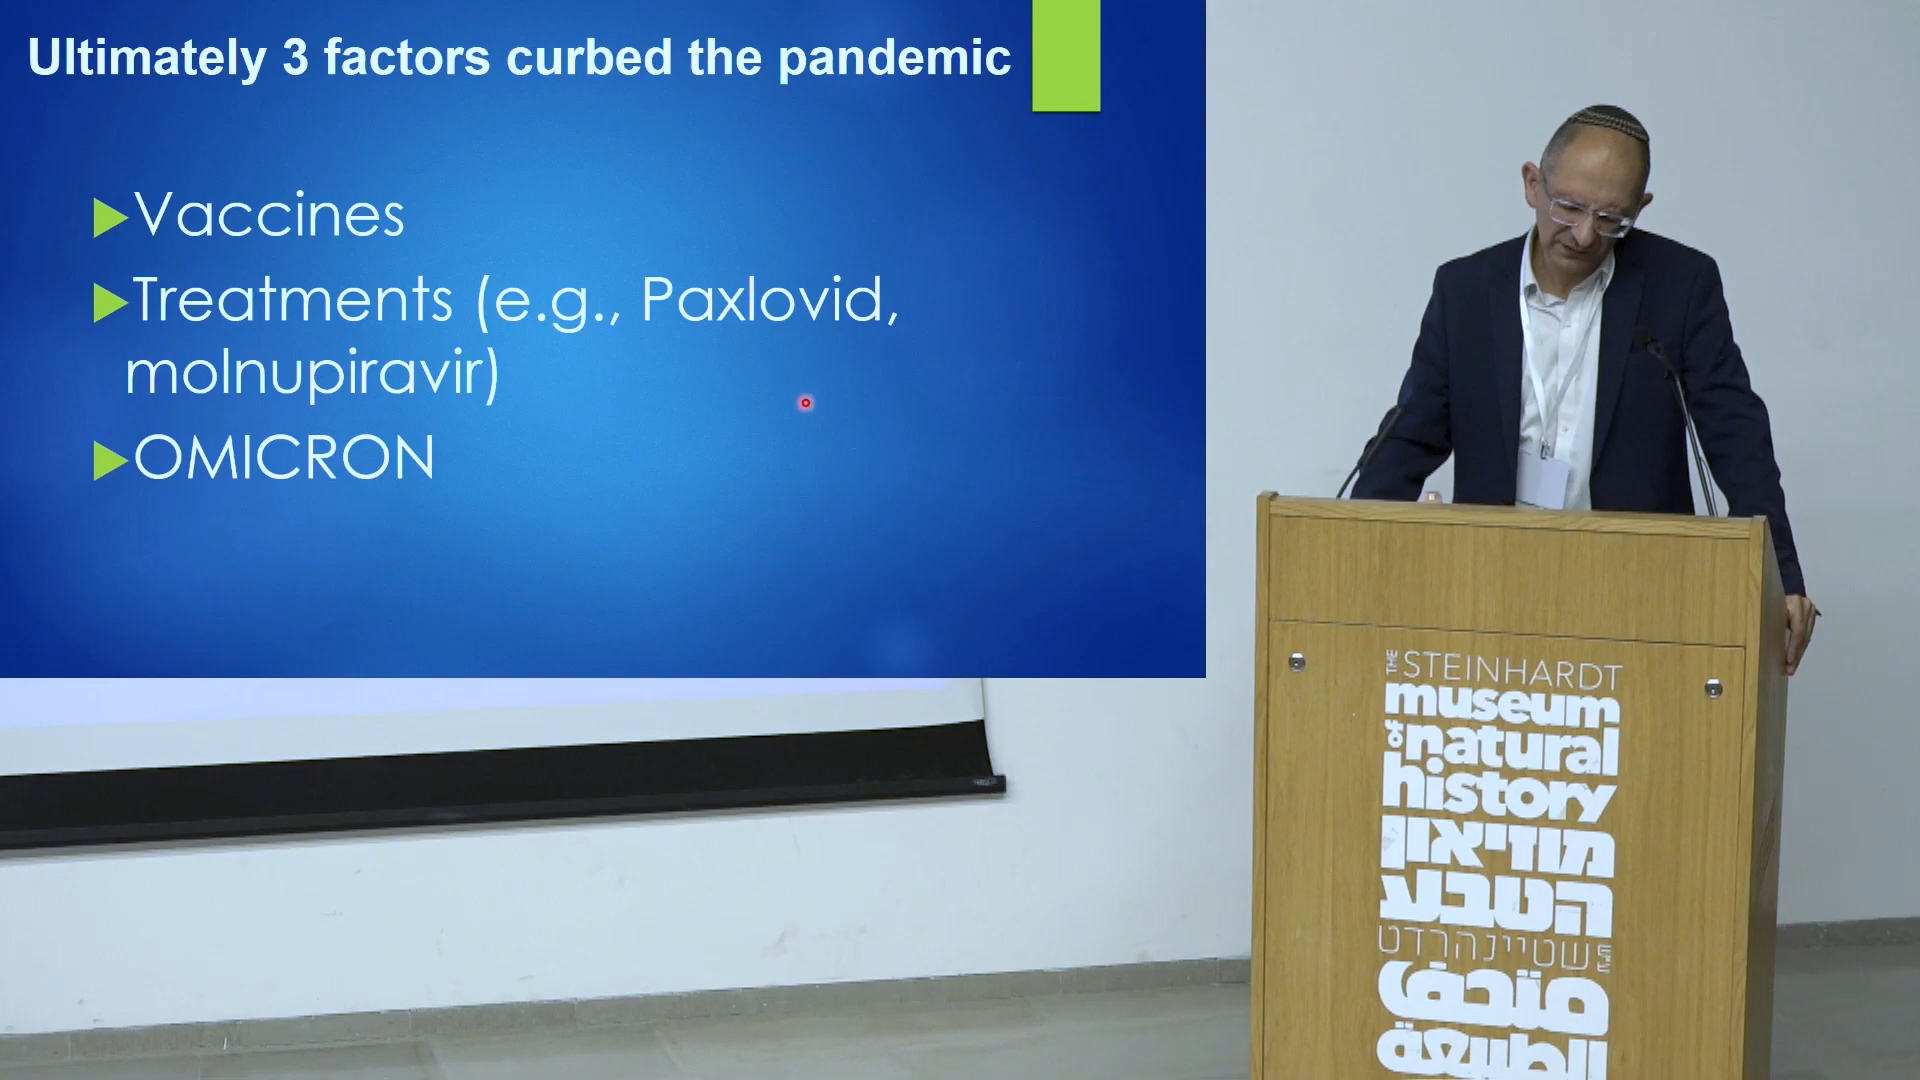 Ultimately 3 factors curbed the pandemic
Vaccines
Treatments (e.g., Paxlovid,
molnupiravir)
OMICRON
THE STEINHARDT
museum
of natural
history
מוזיאון
הטבע
ע״ש שטיינהרדט
متحف
الطبيعة